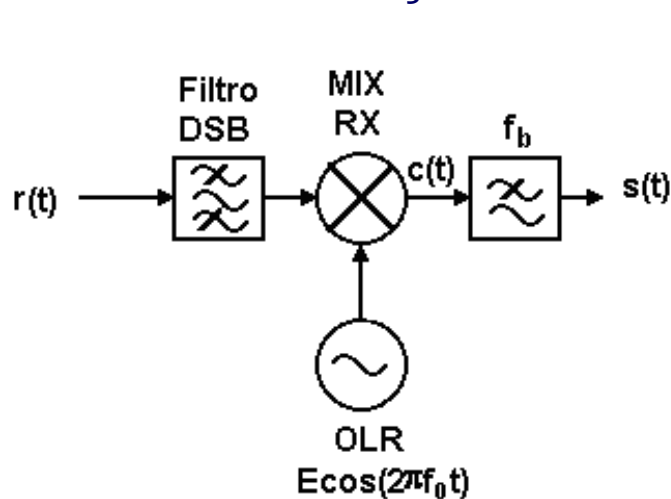 Filtro
DSB
MIX
RX
f_b
r(t)
c(t)
s(t)
OLR
Ecos(2πf₀t)